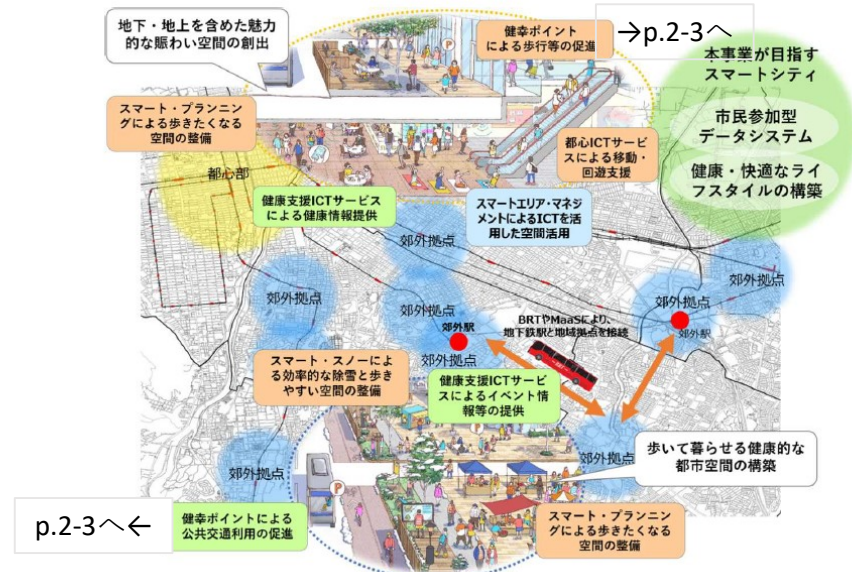 地下・地上を含めた魅力
的な賑わい空間の創出
健幸ポイント
による歩行等の促進
→p.2-3へ
本事業が目指す
スマートシティ
市民参加型
データシステム
健康・快適なライ
フスタイルの構築
スマート・プランニン
グによる歩きたくなる
空間の整備
都心ICTサービ
スによる移動・
回遊支援
都心部
健康支援ICTサービス
による健康情報提供
スマートエリア・マネジ
メントによるICTを活
用した空間活用
郊外拠点
郊外拠点
郊外拠点
郊外拠点
郊外拠点
郊外駅
郊外駅
BRTやMaaSにより、
地下鉄駅と地域拠点を接続
郊外拠点
スマート・スノーによ
る効率的な除雪と歩き
やすい空間の整備
健康支援ICTサービ
スによるイベント情
報等の提供
郊外拠点
郊外拠点
歩いて暮らせる健康的な
都市空間の構築
p.2-3へ←
健幸ポイントによる
公共交通利用の促進
スマート・プランニン
グによる歩きたくなる
空間の整備
P
P
P